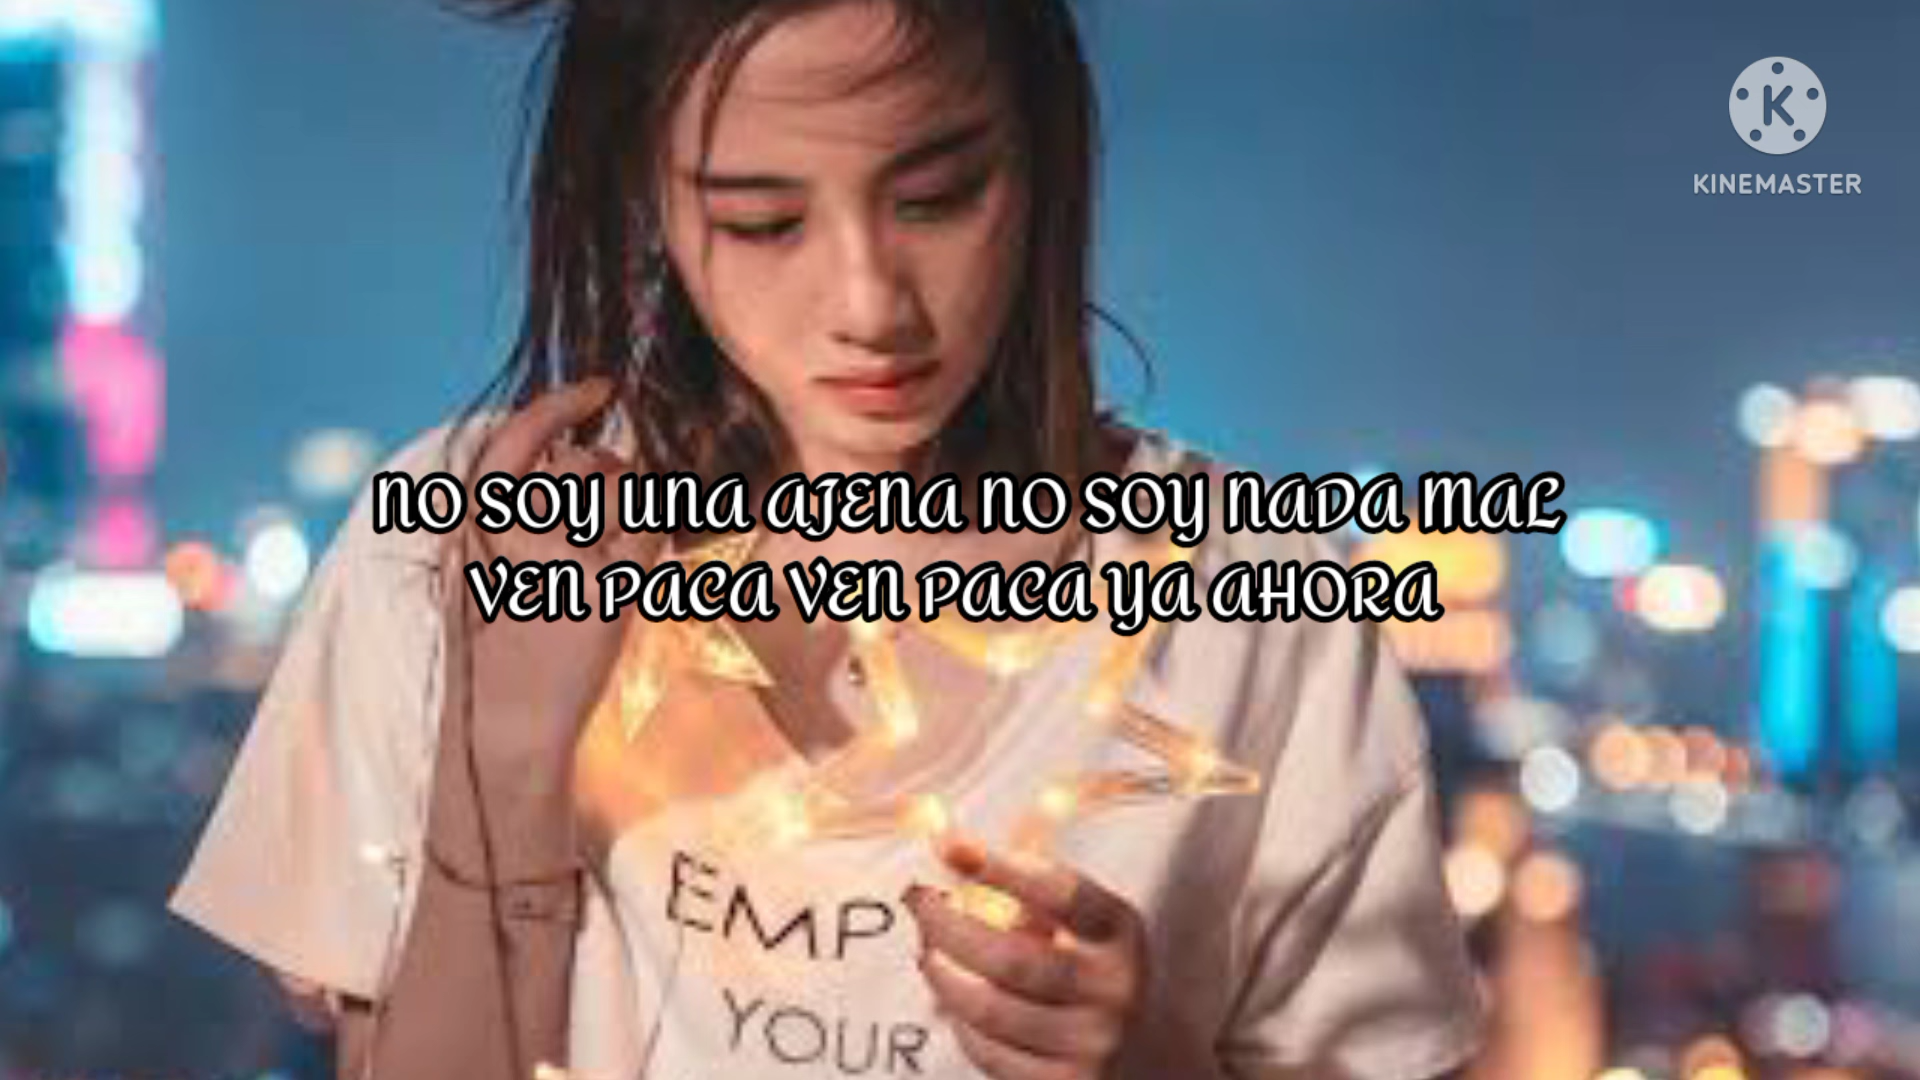 K
KINEMASTER
NO SOY UNA AJENA NO SOY NADA MAL
VEN PACA VEN PACA YA AHORA
EMP
YOUR